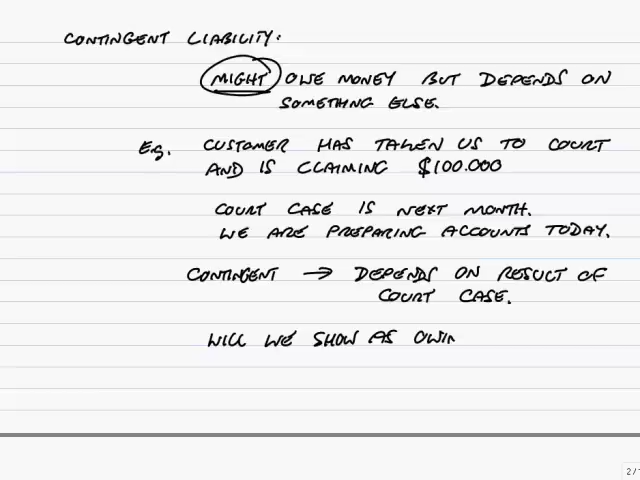 CONTINGENT LIABILITY:
MIGHT OWE MONEY BUT DEPENDS ON
SOMETHING ELSE.
Eg. CUSTOMER HAS TAKEN US TO COURT
AND IS CLAIMING $100.000
COURT CASE IS NEXT MONTH.
WE ARE PREPARING ACCOUNTS TODAY.
CONTINGENT → DEPENDS ON RESULT OF
COURT CASE.
WILL WE SHOW AS OWIN
2/1